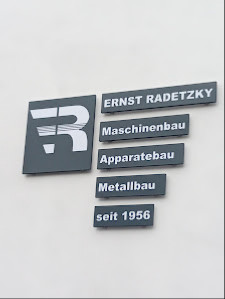 R
ERNST RADETZKY
Maschinenbau
Apparatebau
Metallbau
seit 1956